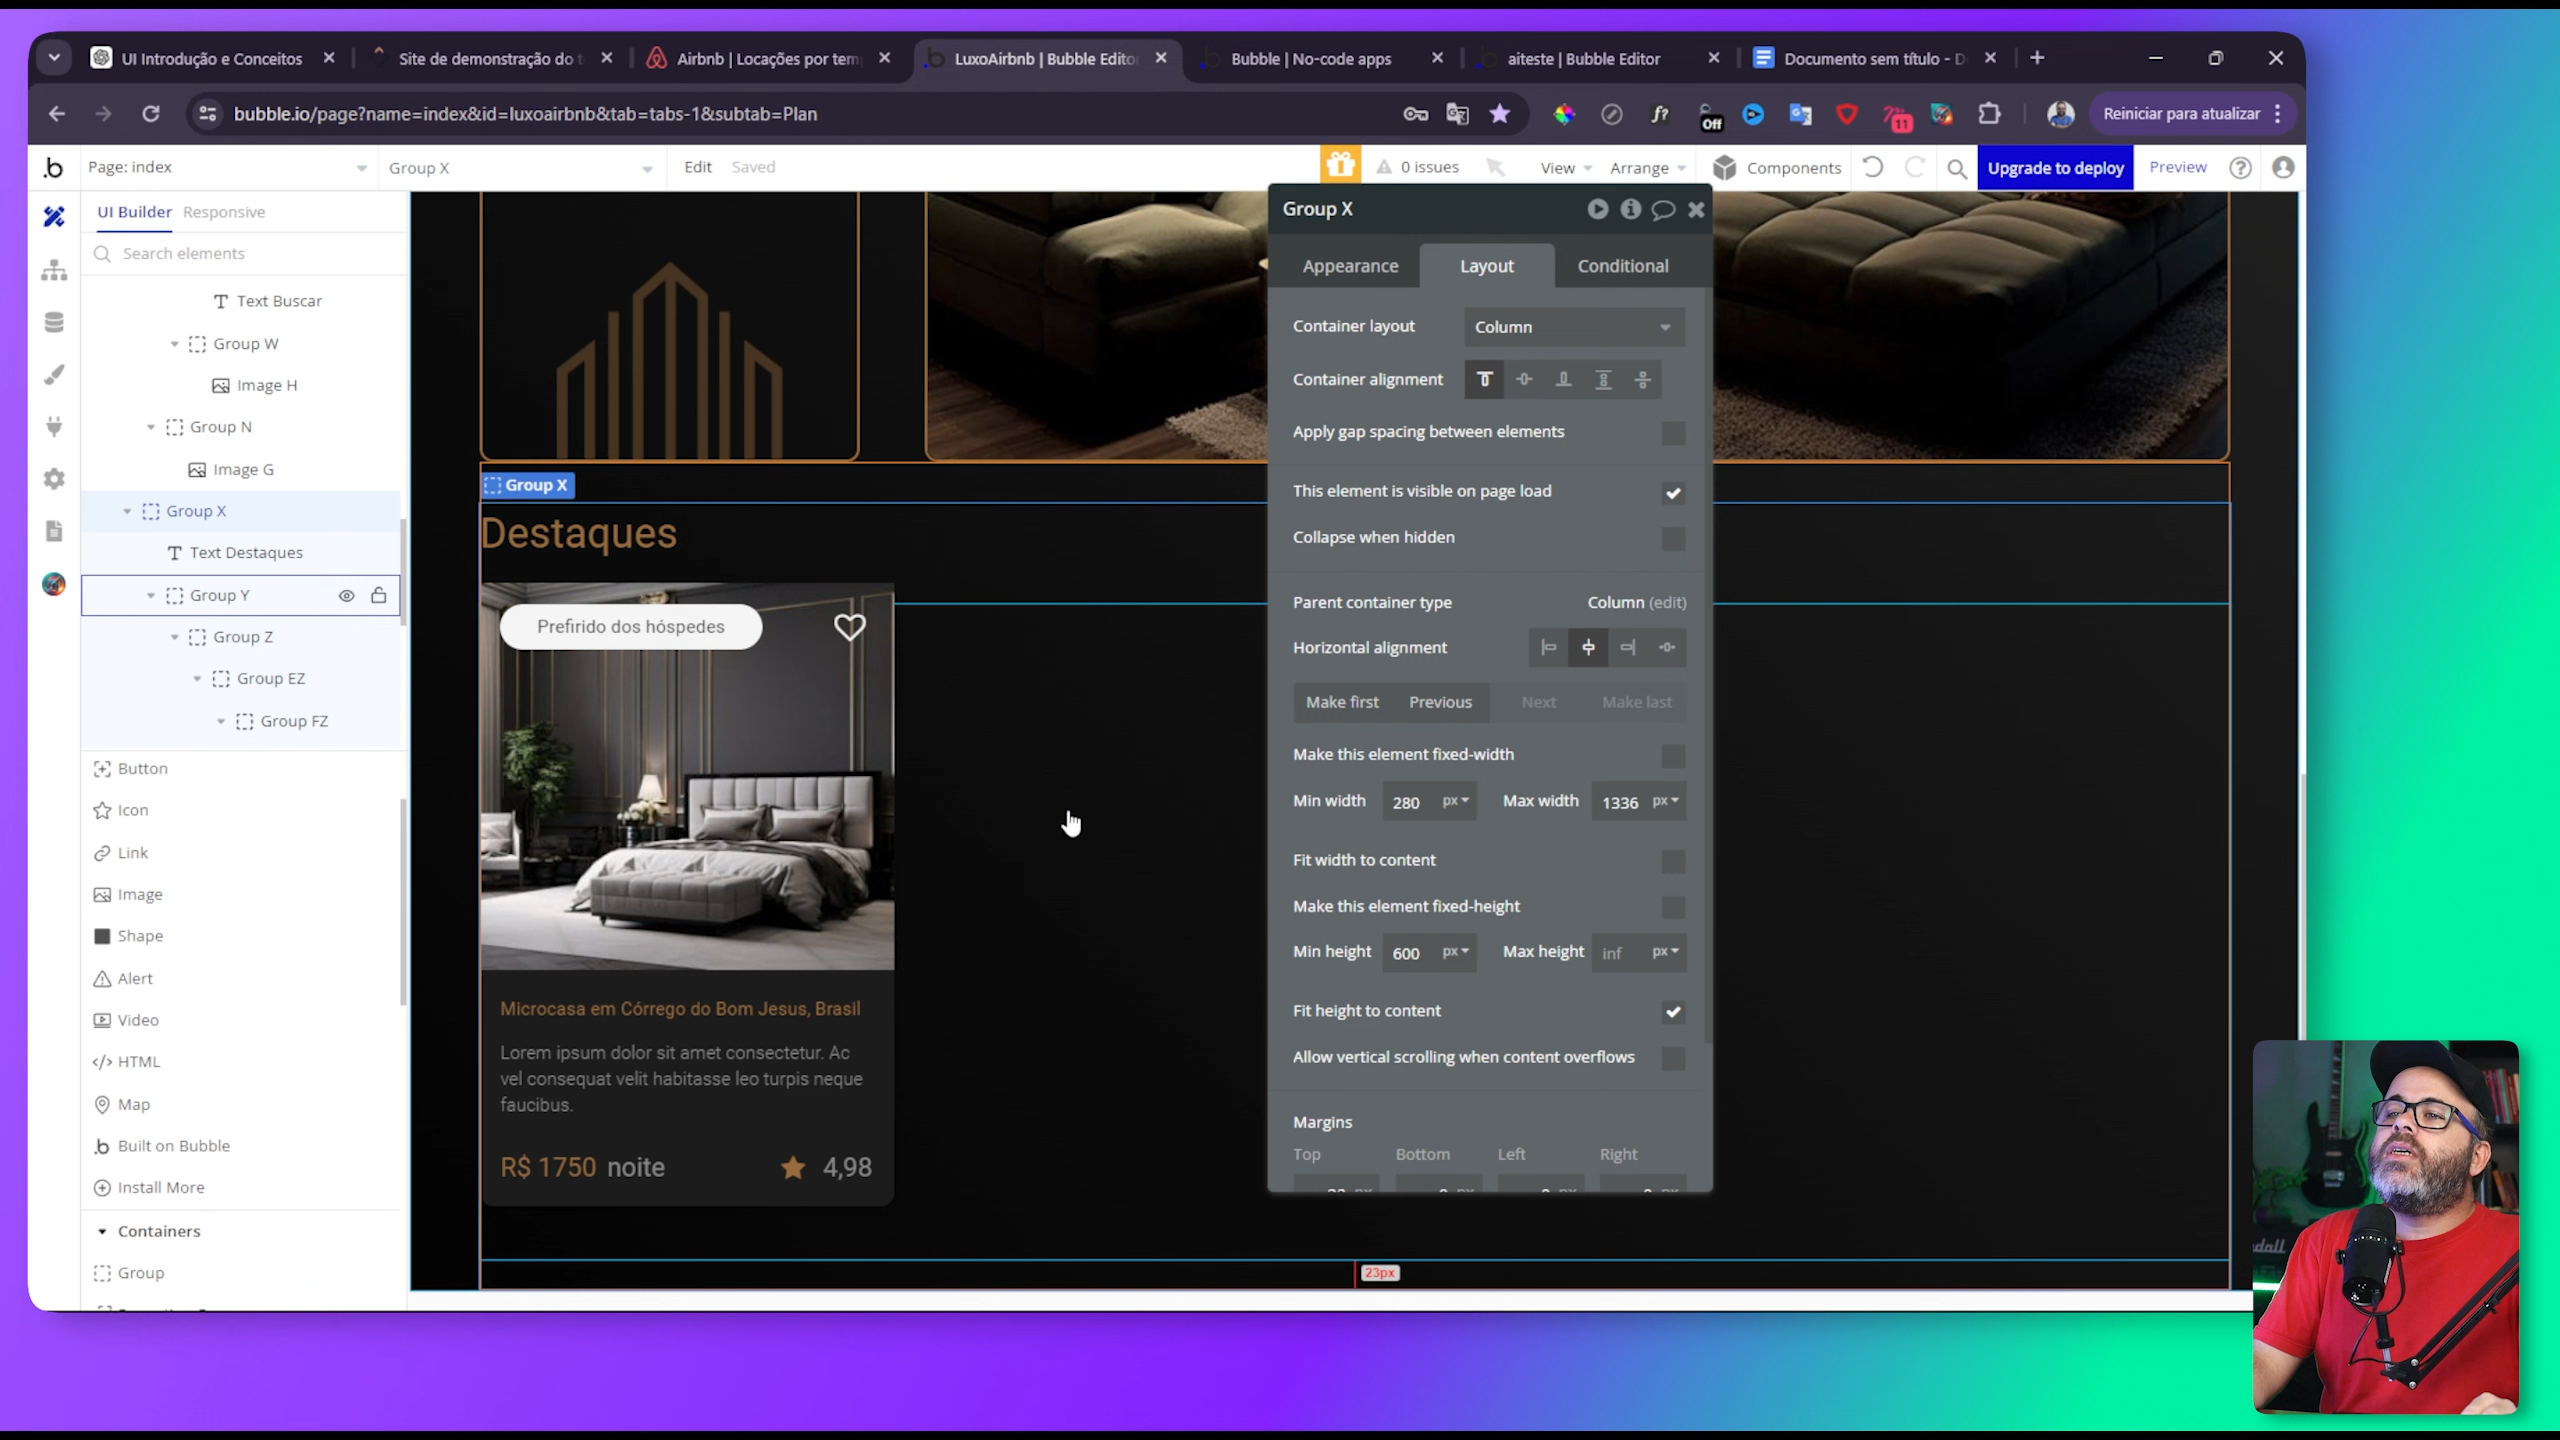 UI Introdução e Conceitos
Site de demonstração do t
Airbnb | Locações por tem
LuxoAirbnb | Bubble Edito
Bubble | No-code apps
aiteste | Bubble Editor
Documento sem título - D
bubble.io/page?name=index&id=luxoairbnb&tab=tabs-1&subtab=Plan
f?
Off
11
Reiniciar para atualizar
.b
Page: index
Group X
Edit
Saved
0 issues
View
Arrange
Components
Upgrade to deploy
Preview
UI Builder
Responsive
Search elements
Text Buscar
Group W
Image H
Group N
Image G
Group X
Text Destaques
Group Y
Group Z
Group EZ
Group FZ
Button
Icon
Link
Image
Shape
Alert
Video
HTML
Map
Built on Bubble
Install More
Containers
Group
Group X
Destaques
Prefirido dos hóspedes
Microcasa em Córrego do Bom Jesus, Brasil
Lorem ipsum dolor sit amet consectetur. Ac
vel consequat velit habitasse leo turpis neque
faucibus.
R$ 1750 noite
4,98
23px
Group X
Appearance
Layout
Conditional
Container layout
Column
Container alignment
Apply gap spacing between elements
This element is visible on page load
Collapse when hidden
Parent container type
Column (edit)
Horizontal alignment
Make first
Previous
Next
Make last
Make this element fixed-width
Min width
280
px
Max width
1336
px
Fit width to content
Make this element fixed-height
Min height
600
px
Max height
inf
px
Fit height to content
Allow vertical scrolling when content overflows
Margins
Top
Bottom
Left
Right